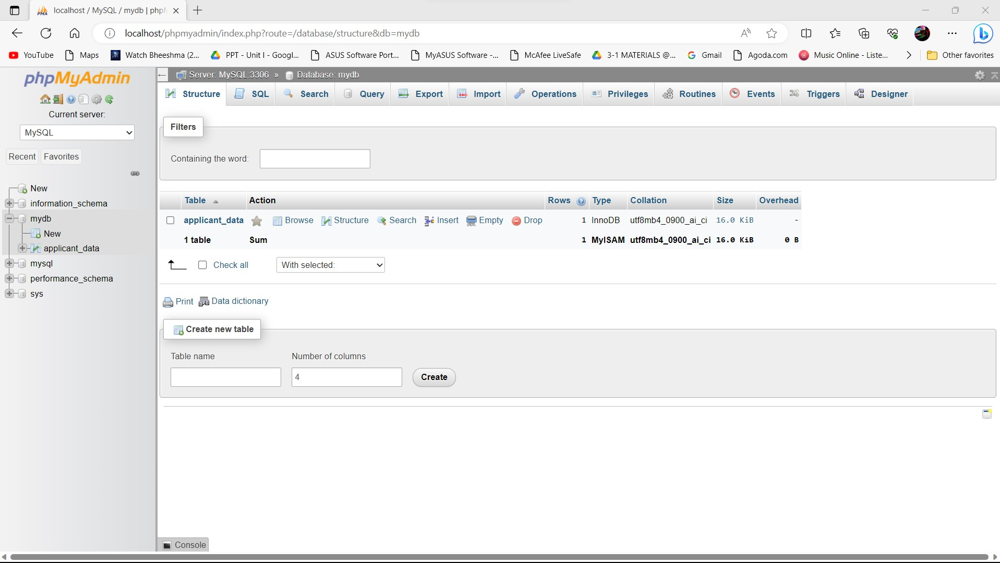 localhost / MySQL / mydb | phpM
localhost/phpmyadmin/index.php?route=/database/structure&db=mydb
YouTube Maps Watch Bheeshma (2... PPT - Unit I - Googl... ASUS Software Port... MyASUS Software -... McAfee LiveSafe 3-1 MATERIALS @... Gmail Agoda.com Music Online - Liste... Other favorites
phpMyAdmin
Current server:
MySQL
Recent Favorites
New
information_schema
mydb
New
applicant_data
mysql
performance_schema
sys
Server: MySQL:3306 » Database: mydb
Structure SQL Search Query Export Import Operations Privileges Routines Events Triggers Designer
Filters
Containing the word:
Table Action Rows Type Collation Size Overhead
applicant_data Browse Structure Search Insert Empty Drop 1 InnoDB utf8mb4_0900_ai_ci 16.0 KiB -
1 table Sum 1 MyISAM utf8mb4_0900_ai_ci 16.0 KiB 0 B
Check all With selected:
Print Data dictionary
Create new table
Table name Number of columns
4 Create
Console